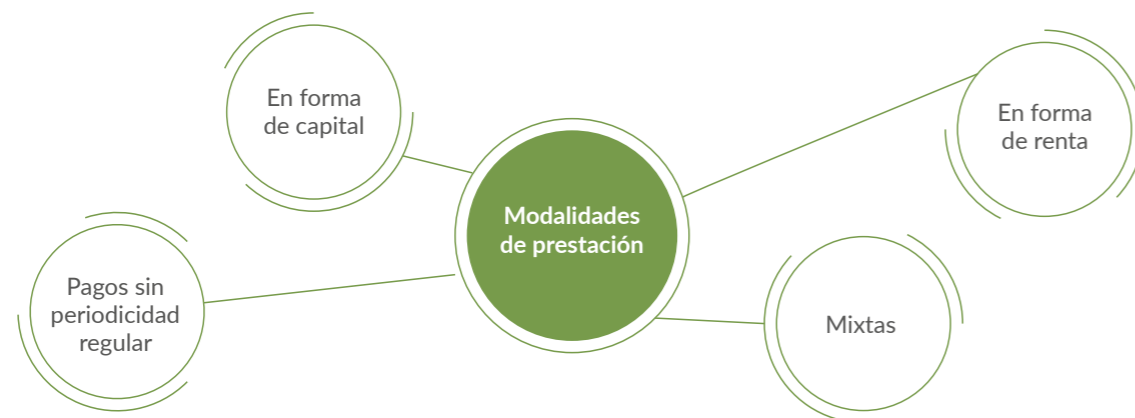 En forma
de capital
En forma
de renta
Modalidades
de prestación
Pagos sin
periodicidad
regular
Mixtas